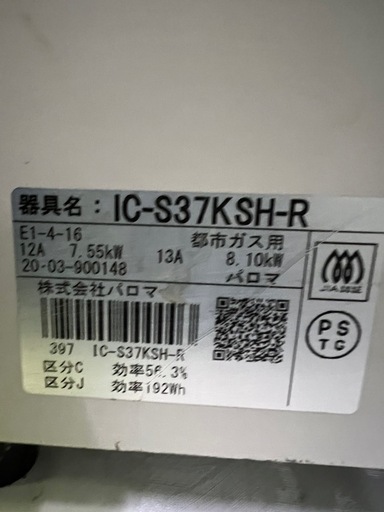 器具名：IC-S37KSH-R
E1-4-16 都市ガス用
12A 7.55kW 13A 8.10kW
20-03-900148 パロマ
株式会社パロマ
397 IC-S37KSH-R
区分C 効率56.3%
区分J 効率192Wh
PS
TG